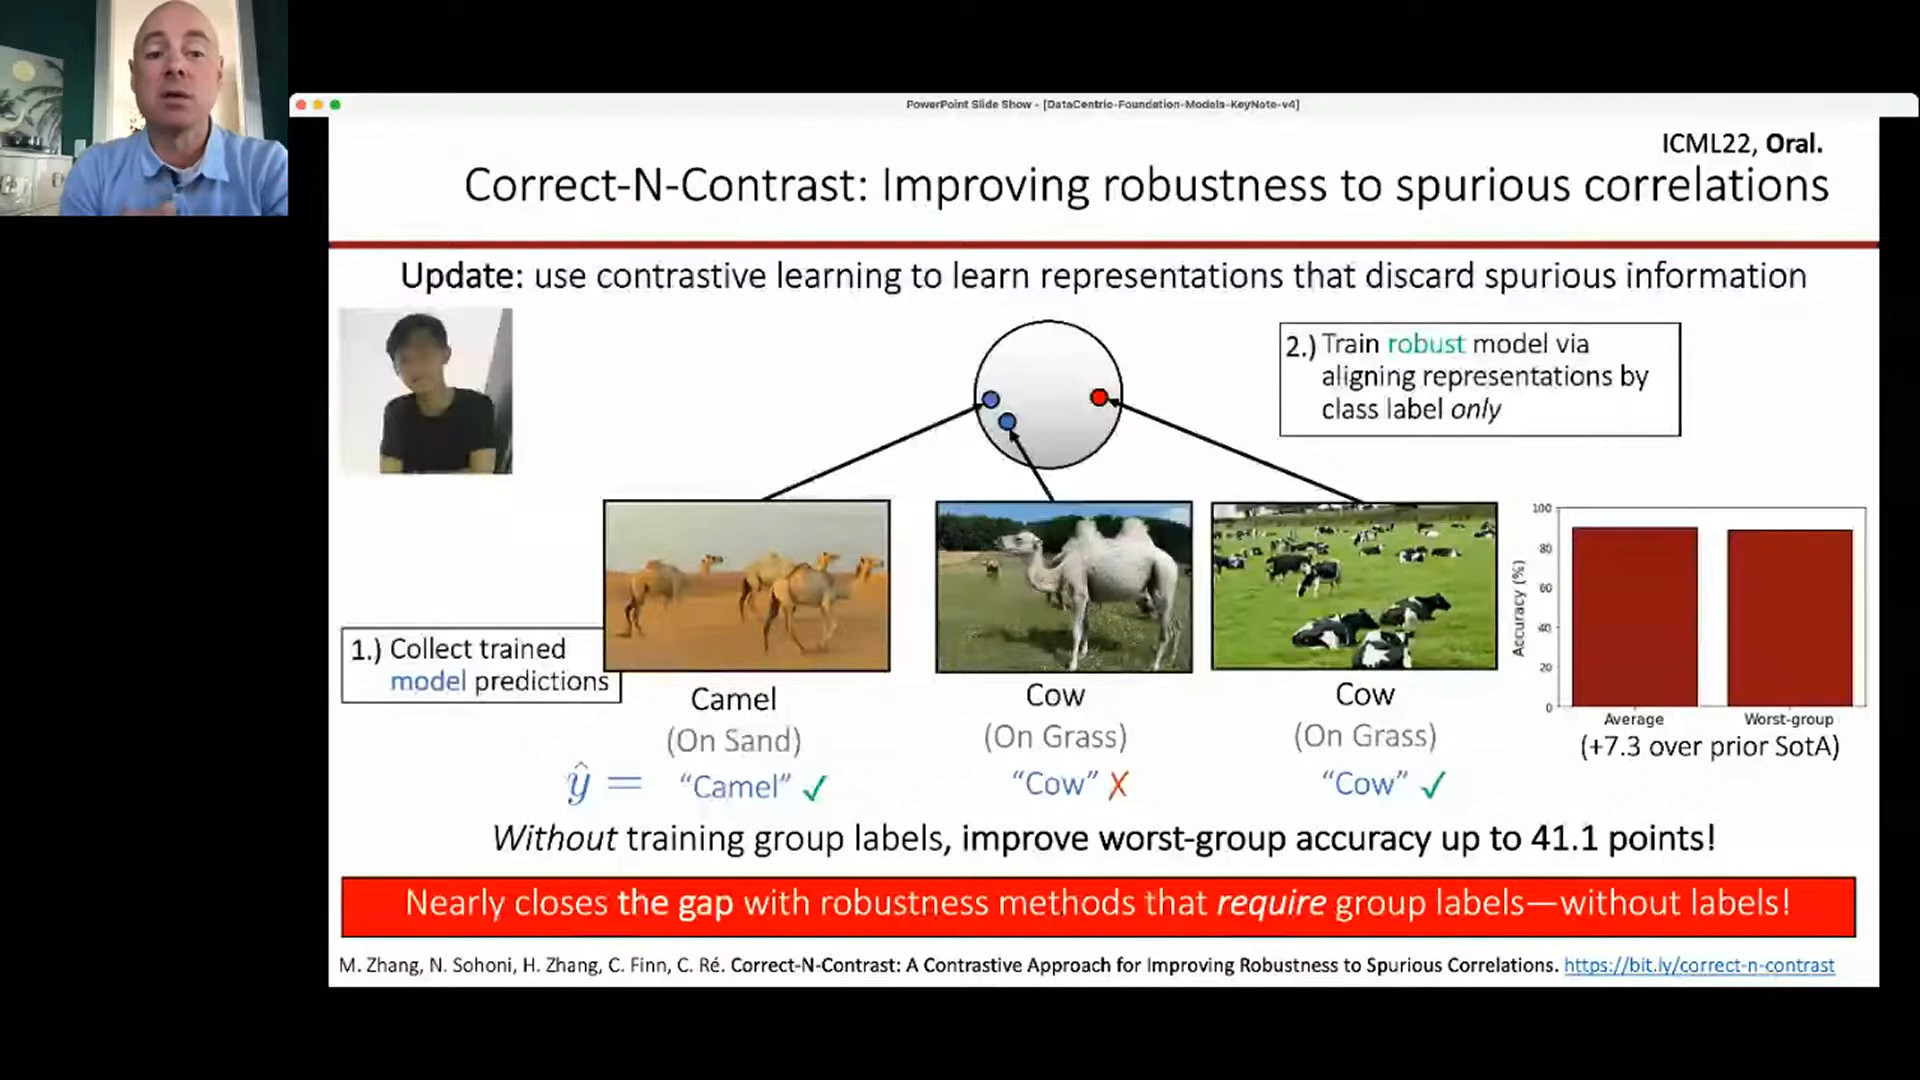 PowerPoint Slide Show - [DataCentric-Foundation-Models-KeyNote-v4]
ICML22, Oral.
Correct-N-Contrast: Improving robustness to spurious correlations
Update: use contrastive learning to learn representations that discard spurious information
2.) Train robust model via
aligning representations by
class label only
1.) Collect trained
model predictions
Camel
(On Sand)
Cow
(On Grass)
Cow
(On Grass)
ŷ = “Camel” ✓ “Cow” ✗ “Cow” ✓
Accuracy (%)
100
80
60
40
20
0
Average Worst-group
(+7.3 over prior SotA)
Without training group labels, improve worst-group accuracy up to 41.1 points!
Nearly closes the gap with robustness methods that require group labels—without labels!
M. Zhang, N. Sohoni, H. Zhang, C. Finn, C. Ré. Correct-N-Contrast: A Contrastive Approach for Improving Robustness to Spurious Correlations. https://bit.ly/correct-n-contrast